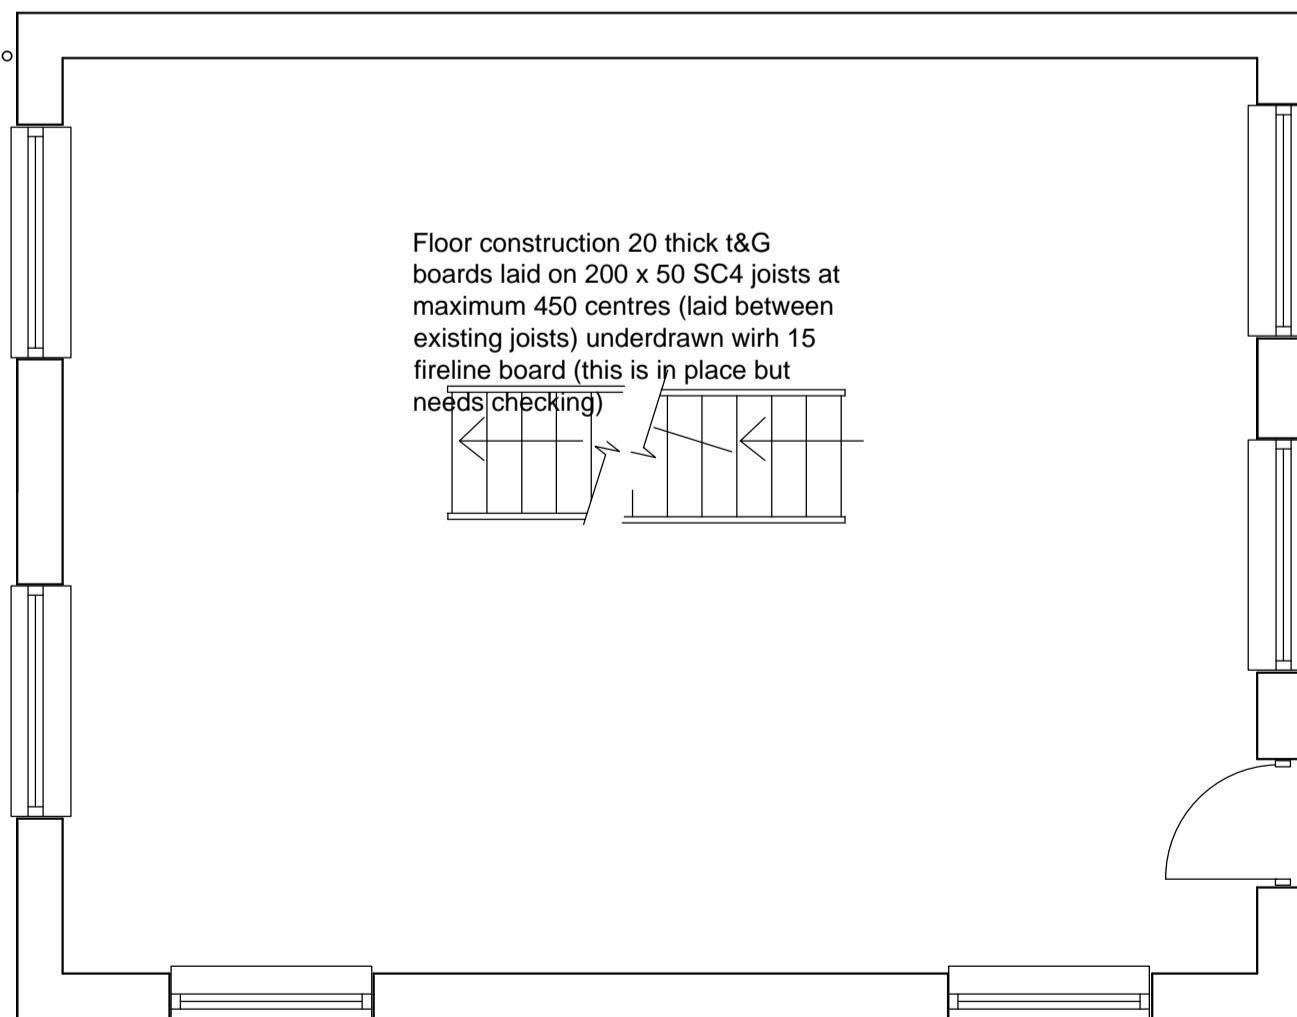 Floor construction 20 thick t&G
boards laid on 200 x 50 SC4 joists at
maximum 450 centres (laid between
existing joists) underdrawn wirh 15
fireline board (this is in place but
needs checking)